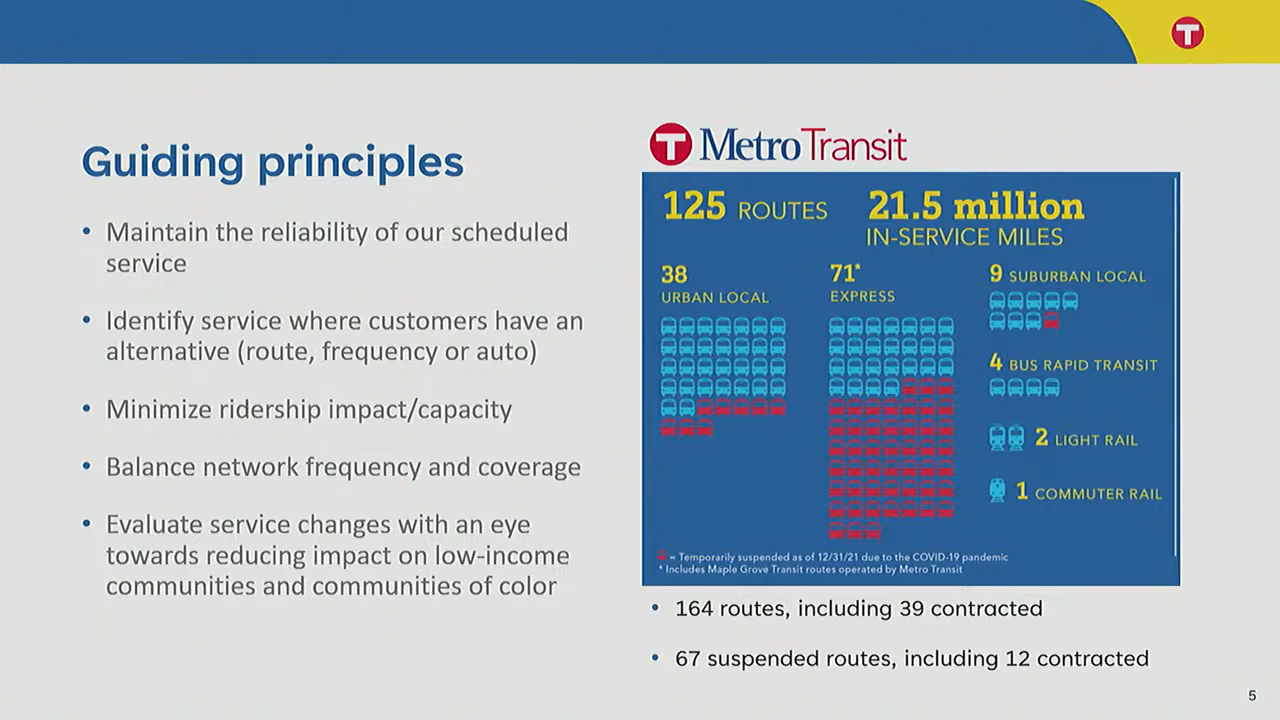 T
Guiding principles
• Maintain the reliability of our scheduled
service
• Identify service where customers have an
alternative (route, frequency or auto)
• Minimize ridership impact/capacity
• Balance network frequency and coverage
• Evaluate service changes with an eye
towards reducing impact on low-income
communities and communities of color
T MetroTransit
125 ROUTES
21.5 million
IN-SERVICE MILES
38
URBAN LOCAL
71*
EXPRESS
9 SUBURBAN LOCAL
4 BUS RAPID TRANSIT
2 LIGHT RAIL
1 COMMUTER RAIL
= Temporarily suspended as of 12/31/21 due to the COVID-19 pandemic
* Includes Maple Grove Transit routes operated by Metro Transit
• 164 routes, including 39 contracted
• 67 suspended routes, including 12 contracted
5